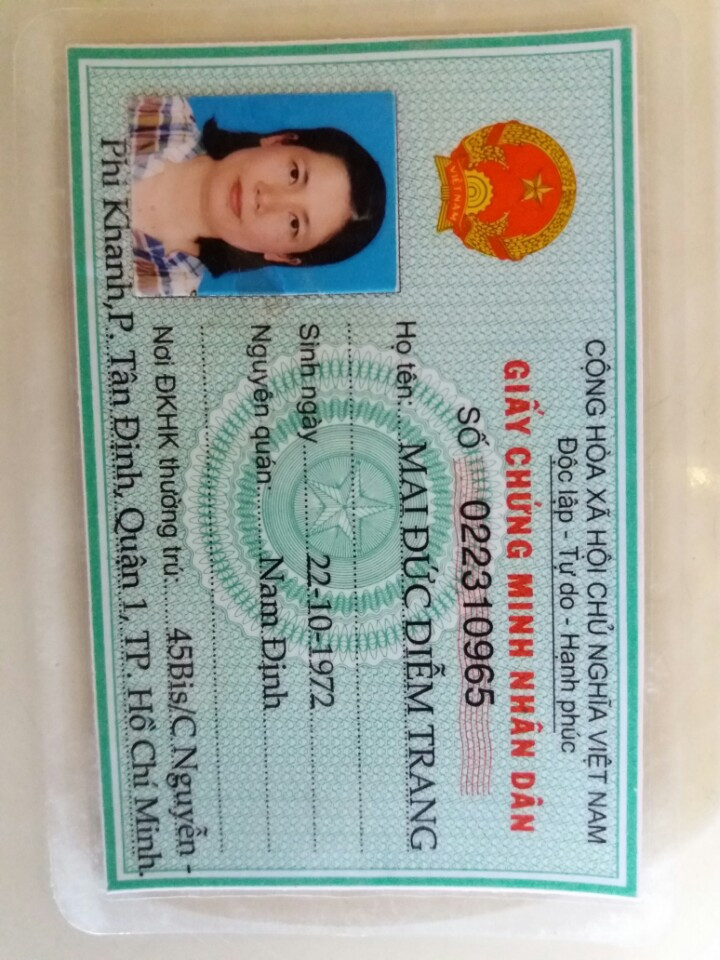 CỘNG HÒA XÃ HỘI CHỦ NGHĨA VIỆT NAM
Độc lập - Tự do - Hạnh phúc
GIẤY CHỨNG MINH NHÂN DÂN
SỐ 022310965
Họ tên: MAI ĐỨC DIỄM TRANG
Sinh ngày 22-10-1972
Nguyên quán: Nam Định
Nơi ĐKHK thường trú: 45Bis/C Nguyễn -
Phi Khanh,P. Tân Định, Quận 1, TP. Hồ Chí Minh.
VIỆT NAM